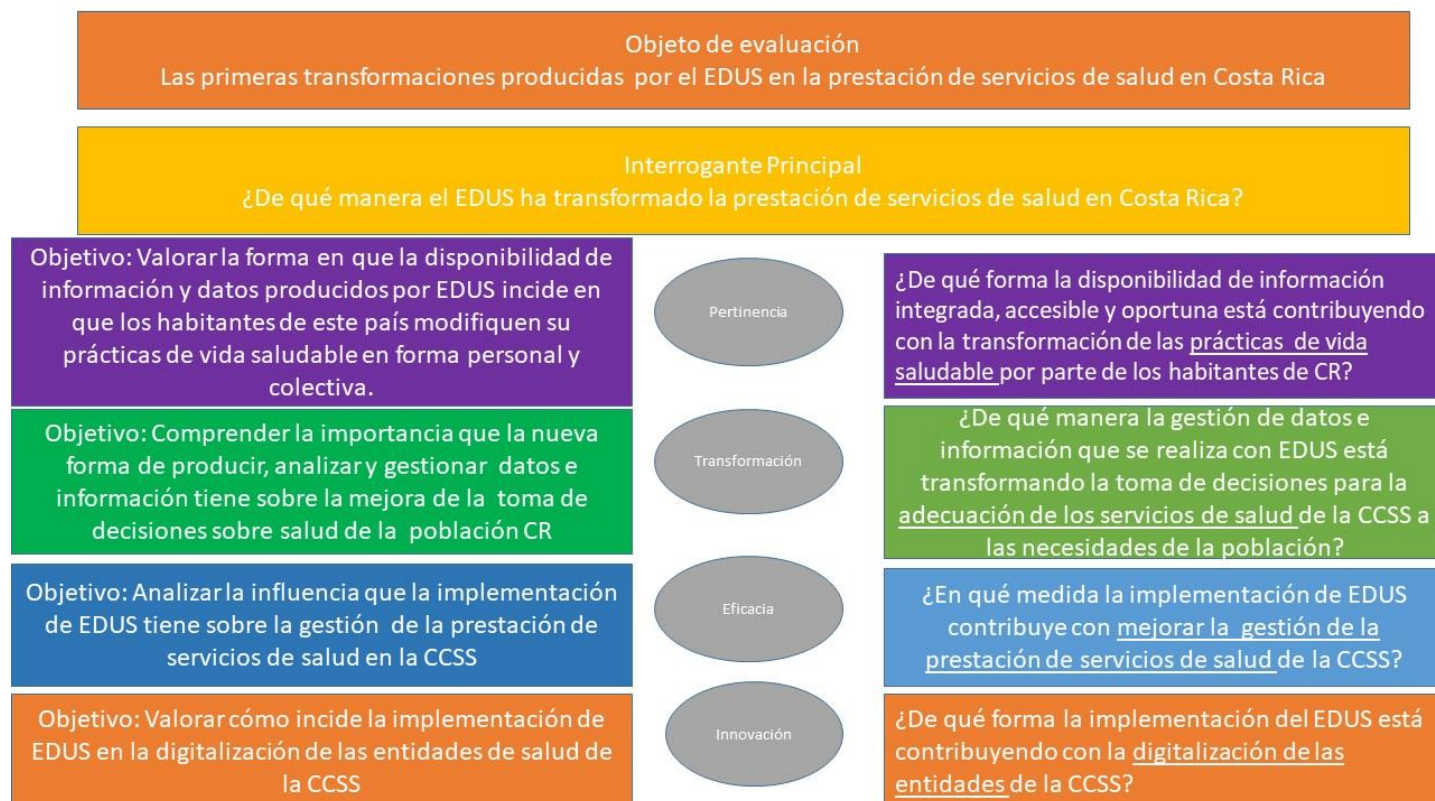 Objeto de evaluación
Las primeras transformaciones producidas por el EDUS en la prestación de servicios de salud en Costa Rica
Interrogante Principal
¿De qué manera el EDUS ha transformado la prestación de servicios de salud en Costa Rica?
Objetivo: Valorar la forma en que la disponibilidad de
información y datos producidos por EDUS incide en
que los habitantes de este país modifiquen su
prácticas de vida saludable en forma personal y
colectiva.
Pertinencia
¿De qué forma la disponibilidad de información
integrada, accesible y oportuna está contribuyendo
con la transformación de las prácticas de vida
saludable por parte de los habitantes de CR?
Objetivo: Comprender la importancia que la nueva
forma de producir, analizar y gestionar datos e
información tiene sobre la mejora de la toma de
decisiones sobre salud de la población CR
Transformación
¿De qué manera la gestión de datos e
información que se realiza con EDUS está
transformando la toma de decisiones para la
adecuación de los servicios de salud de la CCSS a
las necesidades de la población?
Objetivo: Analizar la influencia que la implementación
de EDUS tiene sobre la gestión de la prestación de
servicios de salud en la CCSS
Eficacia
¿En qué medida la implementación de EDUS
contribuye con mejorar la gestión de la
prestación de servicios de salud de la CCSS?
Objetivo: Valorar cómo incide la implementación de
EDUS en la digitalización de las entidades de salud de
la CCSS
Innovación
¿De qué forma la implementación del EDUS está
contribuyendo con la digitalización de las
entidades de la CCSS?